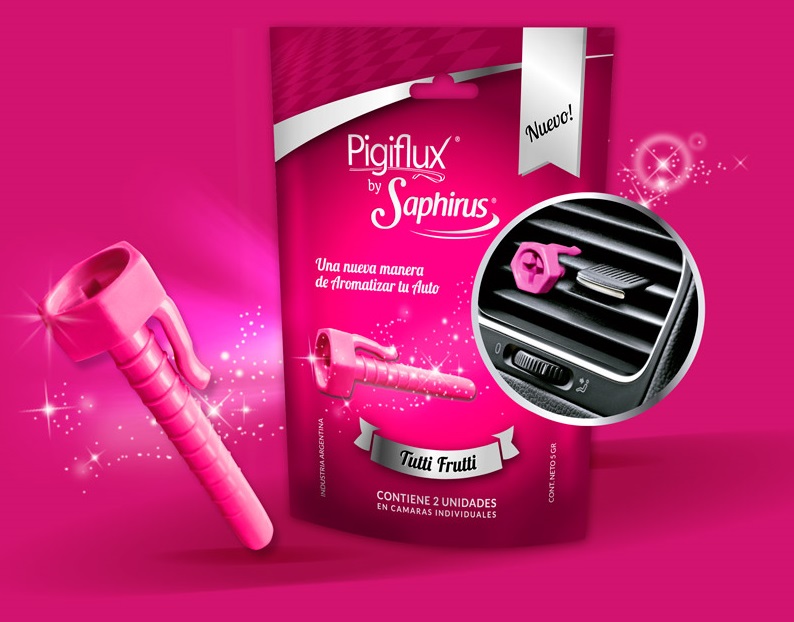 Nuevo!
Pigiflux®
by Saphirus®
Una nueva manera
de Aromatizar tu Auto
Tutti Frutti
CONTIENE 2 UNIDADES
EN CAMARAS INDIVIDUALES
INDUSTRIA ARGENTINA
CONT. NETO 5 GR
0